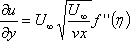 ∂u/∂y = U∞ √(U∞/νx) f''(η)